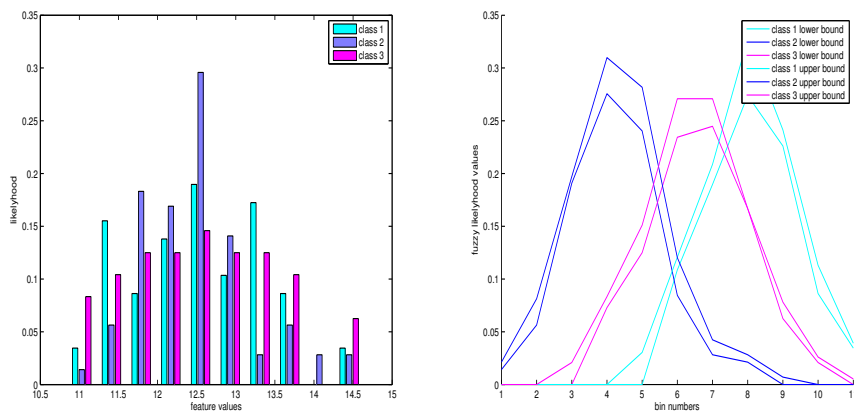 class 1
class 2
class 3
0.35
0.3
0.25
0.2
0.15
0.1
0.05
0
likelyhood
10.5 11 11.5 12 12.5 13 13.5 14 14.5 15
feature values
class 1 lower bound
class 2 lower bound
class 3 lower bound
class 1 upper bound
class 2 upper bound
class 3 upper bound
0.35
0.3
0.25
0.2
0.15
0.1
0.05
0
fuzzy likelyhood values
1 2 3 4 5 6 7 8 9 10 1
bin numbers